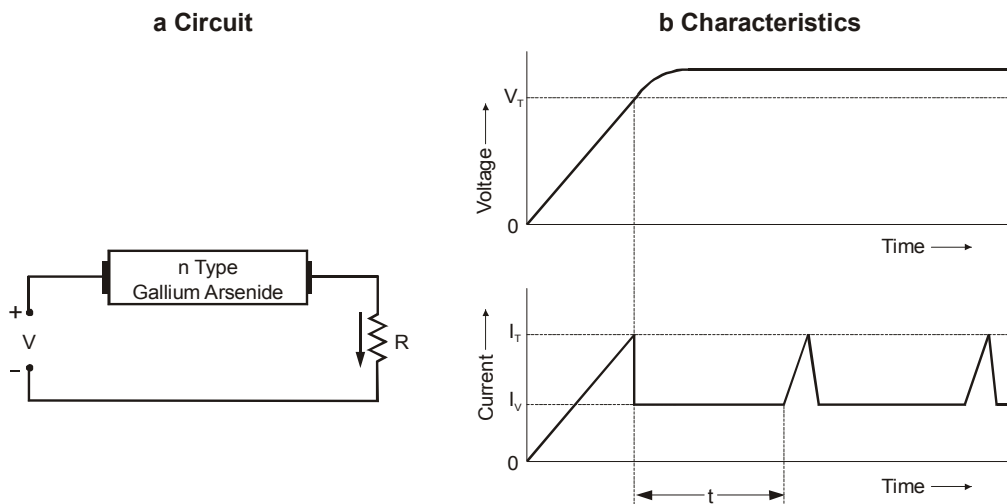 a Circuit
b Characteristics
n Type
Gallium Arsenide
+
V
–
R
V_T
Voltage
0
Time
I_T
Current
I_V
0
Time
t